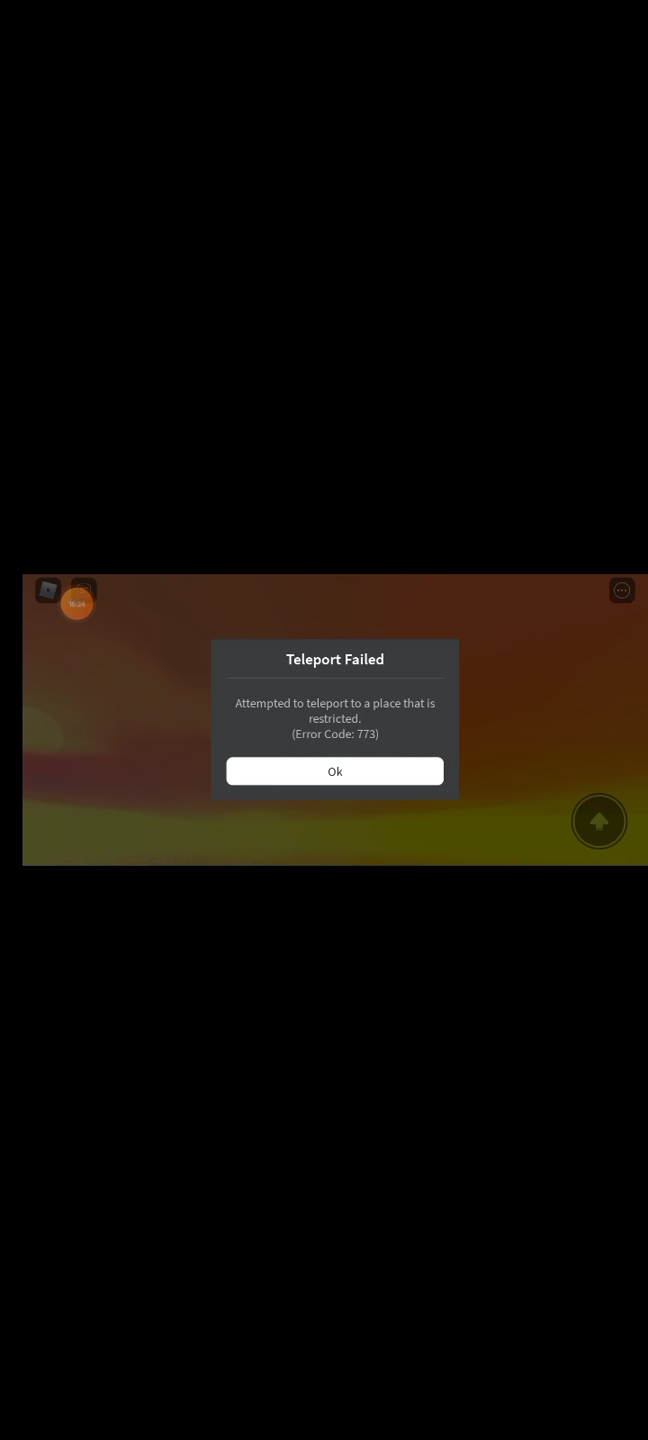 Teleport Failed
Attempted to teleport to a place that is
restricted.
(Error Code: 773)
Ok